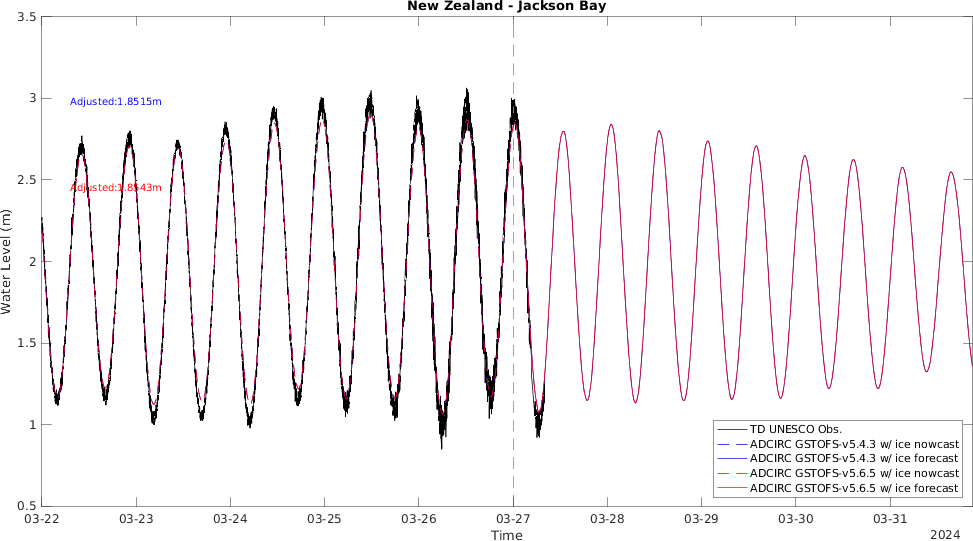 New Zealand - Jackson Bay
3.5
3
2.5
2
1.5
1
0.5
Water Level (m)
Adjusted:1.8515m
Adjusted:1.8543m
TD UNESCO Obs.
ADCIRC GSTOFS-v5.4.3 w/ ice nowcast
ADCIRC GSTOFS-v5.4.3 w/ ice forecast
ADCIRC GSTOFS-v5.6.5 w/ ice nowcast
ADCIRC GSTOFS-v5.6.5 w/ ice forecast
03-22 03-23 03-24 03-25 03-26 03-27 03-28 03-29 03-30 03-31
Time
2024